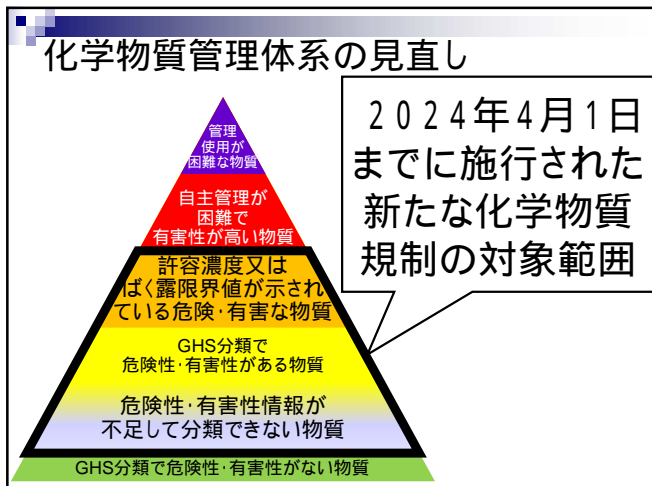 化学物質管理体系の見直し
管理
使用が
困難な物質
自主管理が
困難で
有害性が高い物質
許容濃度又は
ばく露限界値が示され
ている危険･有害な物質
GHS分類で
危険性･有害性がある物質
危険性･有害性情報が
不足して分類できない物質
GHS分類で危険性･有害性がない物質
2024年4月1日
までに施行された
新たな化学物質
規制の対象範囲